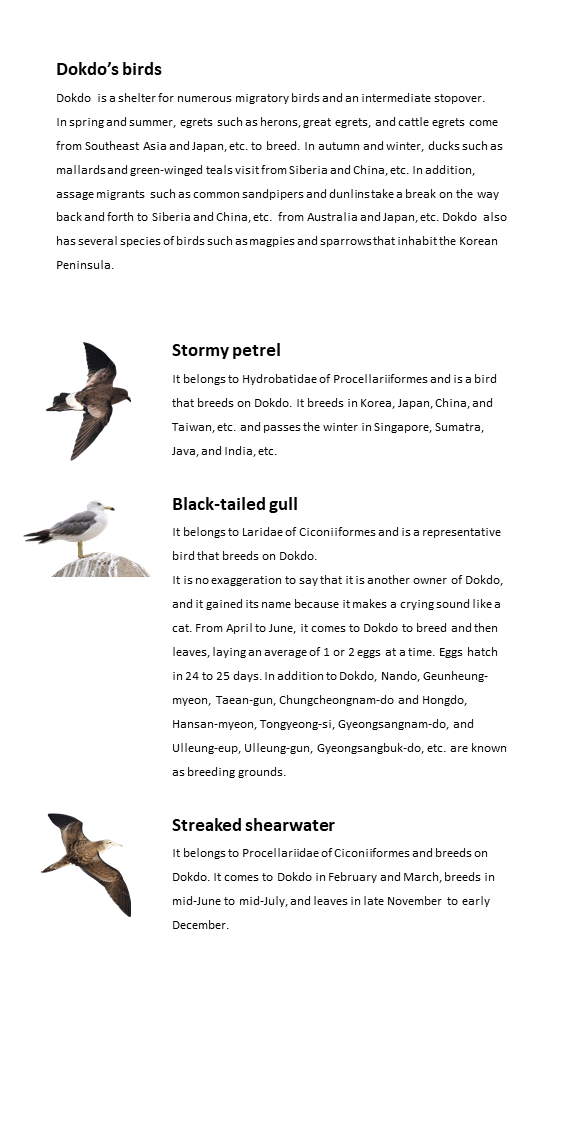 Dokdo’s birds
Dokdo is a shelter for numerous migratory birds and an intermediate stopover.
In spring and summer, egrets such as herons, great egrets, and cattle egrets come
from Southeast Asia and Japan, etc. to breed. In autumn and winter, ducks such as
mallards and green-winged teals visit from Siberia and China, etc. In addition,
assage migrants such as common sandpipers and dunlins take a break on the way
back and forth to Siberia and China, etc. from Australia and Japan, etc. Dokdo also
has several species of birds such as magpies and sparrows that inhabit the Korean
Peninsula.
Stormy petrel
It belongs to Hydrobatidae of Procellariiformes and is a bird
that breeds on Dokdo. It breeds in Korea, Japan, China, and
Taiwan, etc. and passes the winter in Singapore, Sumatra,
Java, and India, etc.
Black-tailed gull
It belongs to Laridae of Ciconiiformes and is a representative
bird that breeds on Dokdo.
It is no exaggeration to say that it is another owner of Dokdo,
and it gained its name because it makes a crying sound like a
cat. From April to June, it comes to Dokdo to breed and then
leaves, laying an average of 1 or 2 eggs at a time. Eggs hatch
in 24 to 25 days. In addition to Dokdo, Nando, Geunheung-
myeon, Taean-gun, Chungcheongnam-do and Hongdo,
Hansan-myeon, Tongyeong-si, Gyeongsangnam-do, and
Ulleung-eup, Ulleung-gun, Gyeongsangbuk-do, etc. are known
as breeding grounds.
Streaked shearwater
It belongs to Procellariidae of Ciconiiformes and breeds on
Dokdo. It comes to Dokdo in February and March, breeds in
mid-June to mid-July, and leaves in late November to early
December.